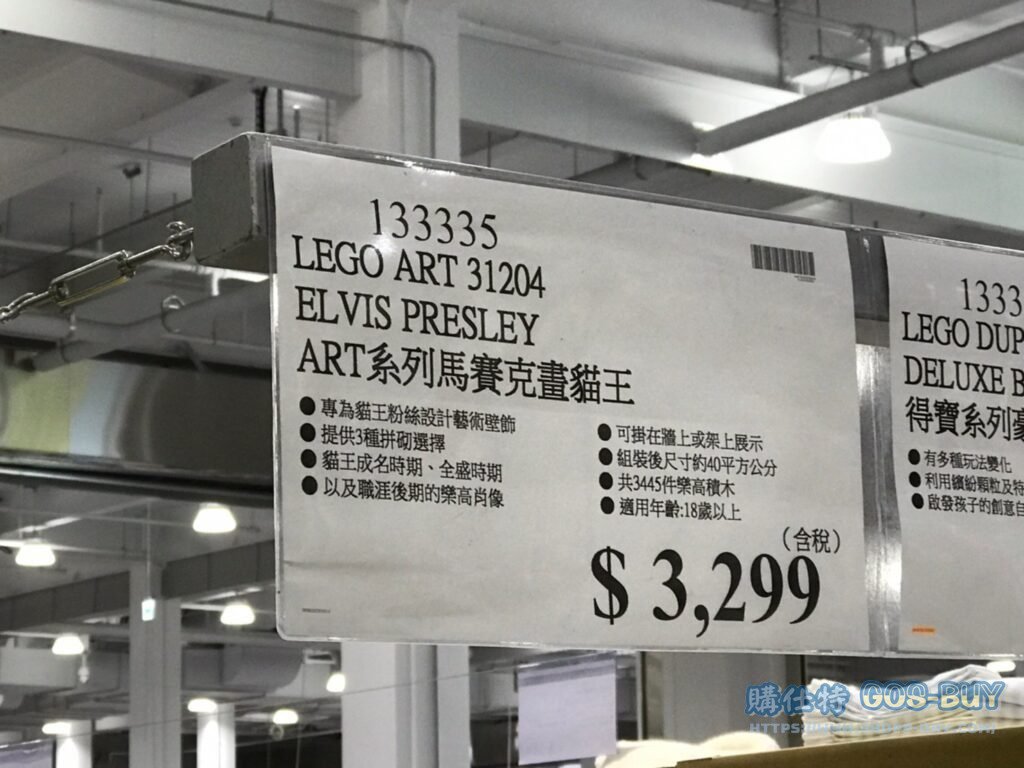 133335
LEGO ART 31204
ELVIS PRESLEY
ART系列馬賽克畫貓王
● 專為貓王粉絲設計藝術壁飾
● 提供3種拼砌選擇
● 貓王成名時期、全盛時期
● 以及職涯後期的樂高肖像
● 可掛在牆上或架上展示
● 組裝後尺寸約40平方公分
● 共3445件樂高積木
● 適用年齡:18歲以上
(含稅)
$ 3,299
1333
LEGO DUP
DELUXE B
得寶系列豪
● 有多種玩法變化
● 利用繽紛顆粒及特
● 啟發孩子的創意自
購仕特 GOS-BUY